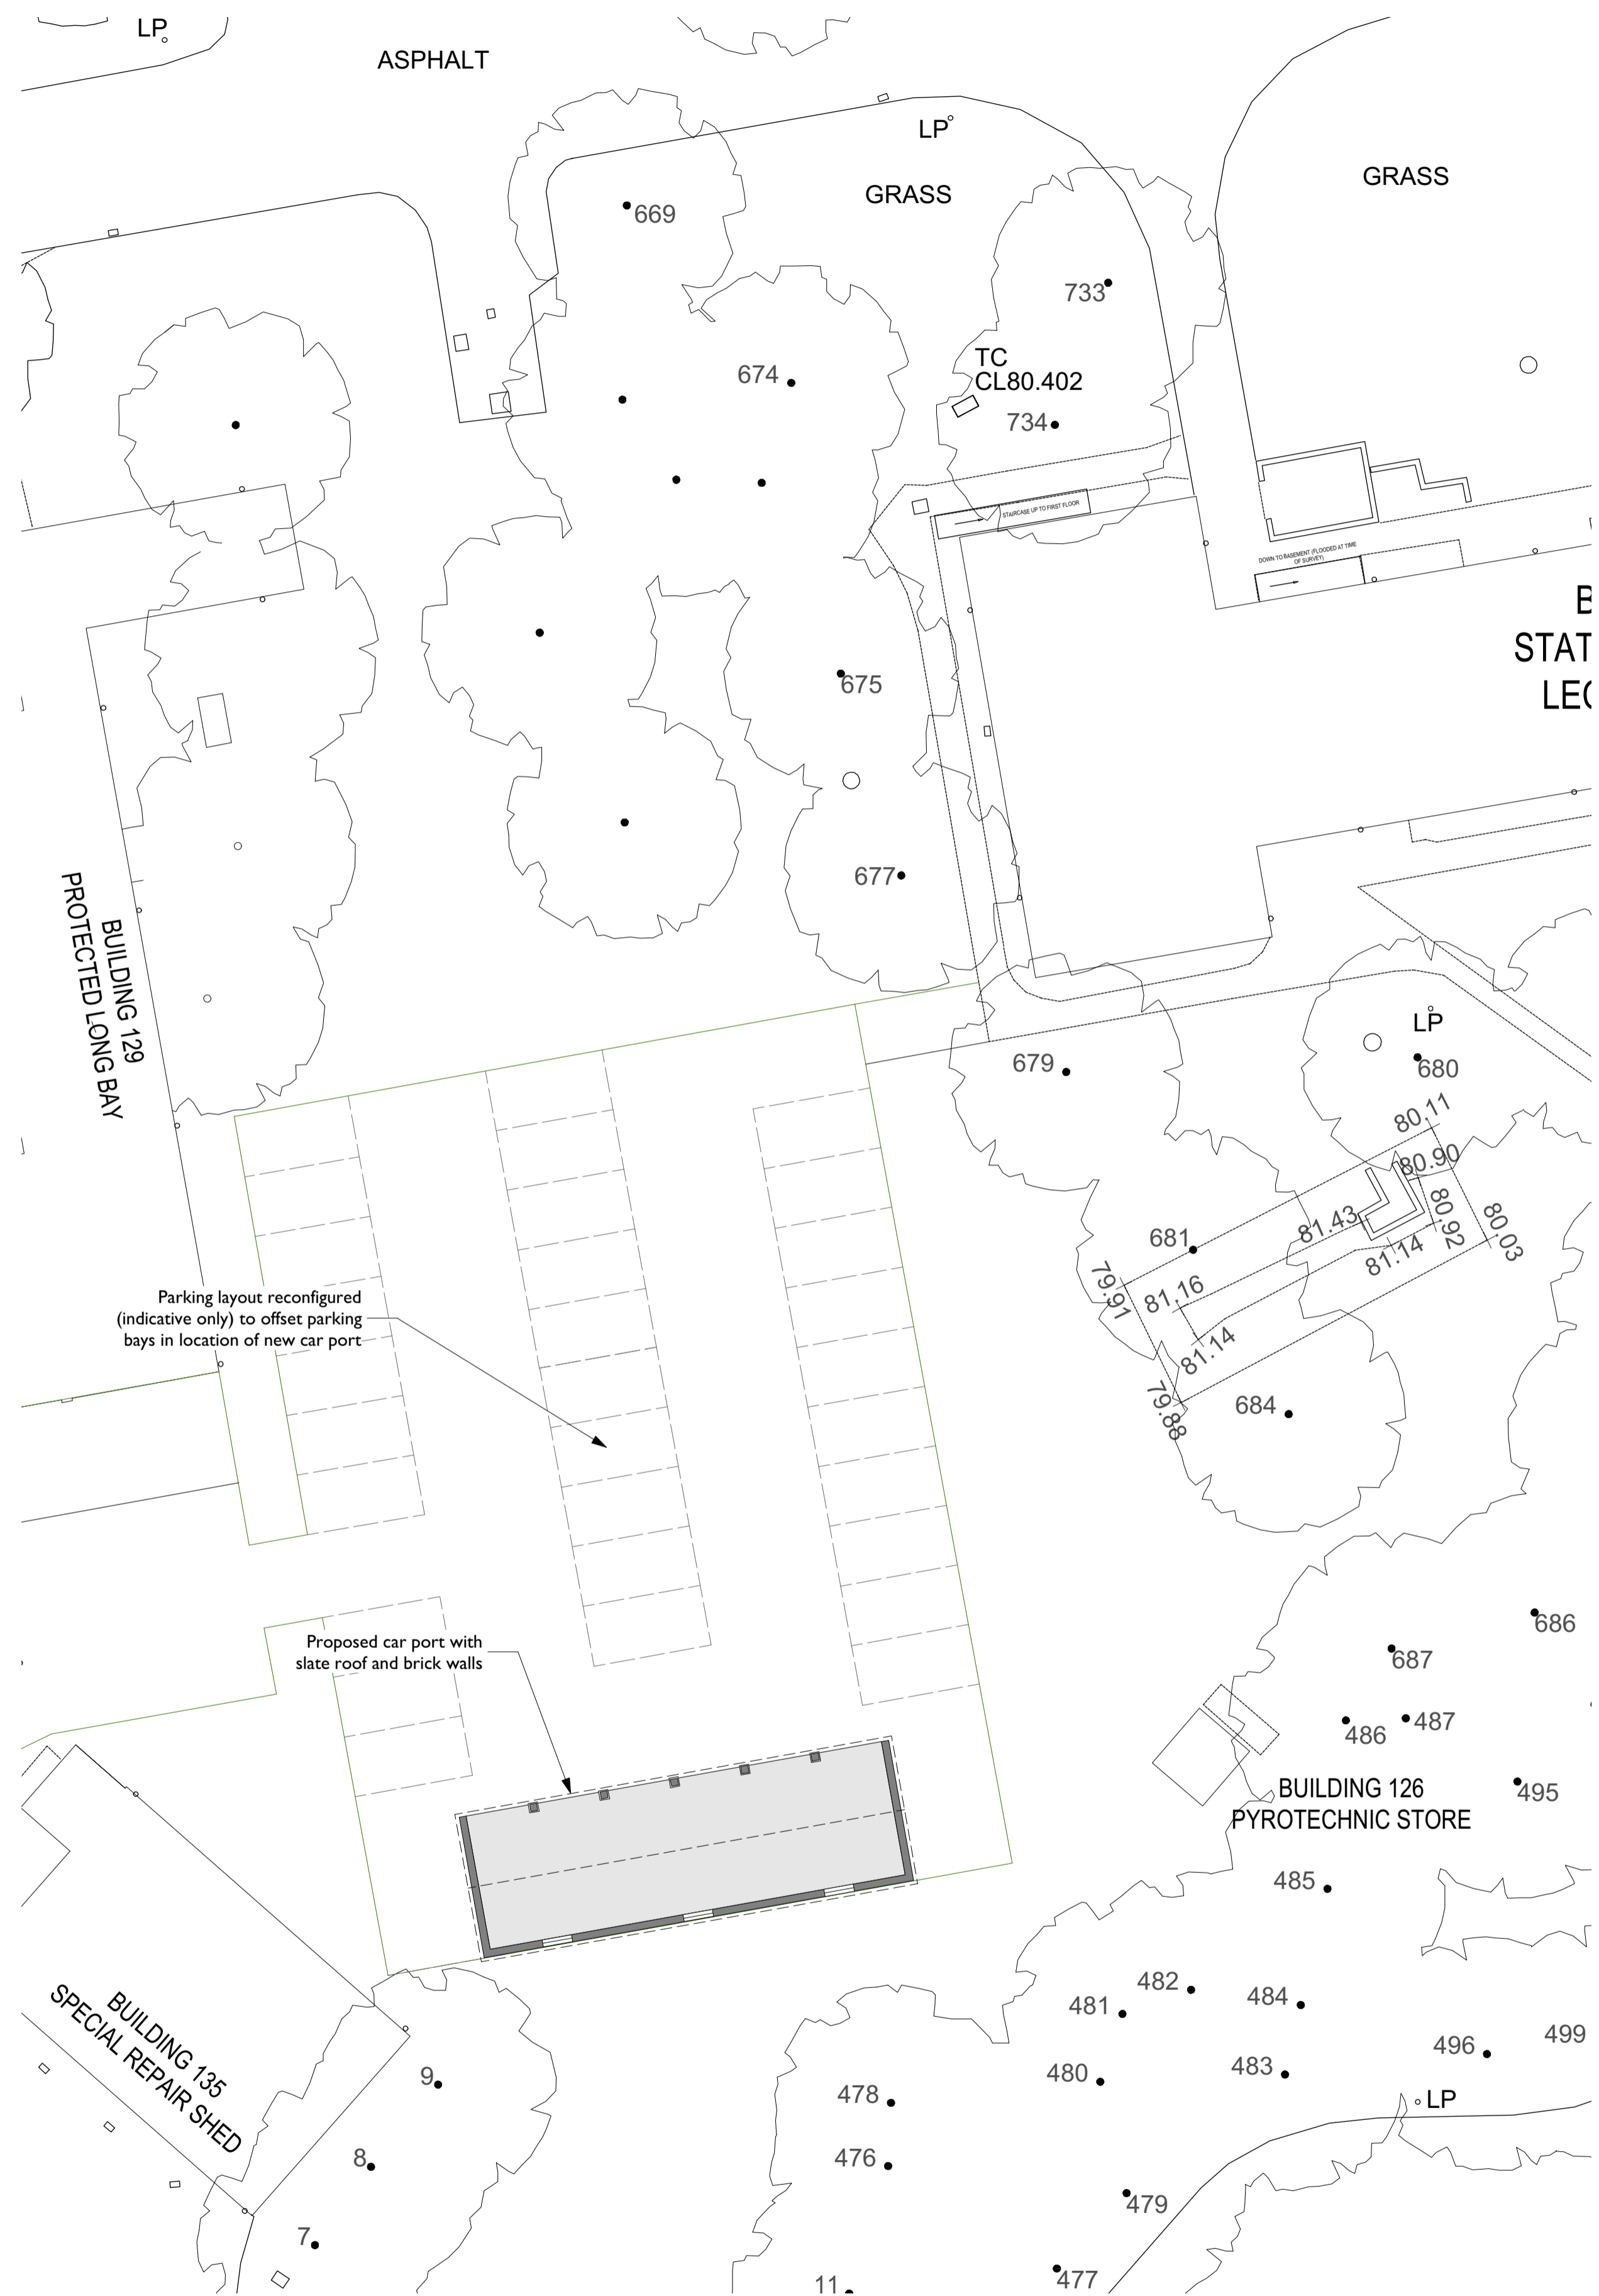 LP
ASPHALT
LP
GRASS
GRASS
669
733
674
TC
CL80.402
734
STAIRCASE UP TO FIRST FLOOR
DOWN TO BASEMENT (FLOODED AT TIME
OF SURVEY)
B
STAT
LEC
675
677
BUILDING 129
PROTECTED LONG BAY
LP
679
680
80.11
80.90
681
81.43
80.92
80.03
81.14
79.91
81.16
81.14
79.88
684
Parking layout reconfigured
(indicative only) to offset parking
bays in location of new car port
Proposed car port with
slate roof and brick walls
686
687
486
487
495
BUILDING 126
PYROTECHNIC STORE
485
482
481
484
499
496
480
483
BUILDING 135
SPECIAL REPAIR SHED
9
478
LP
8
476
479
7
477
11